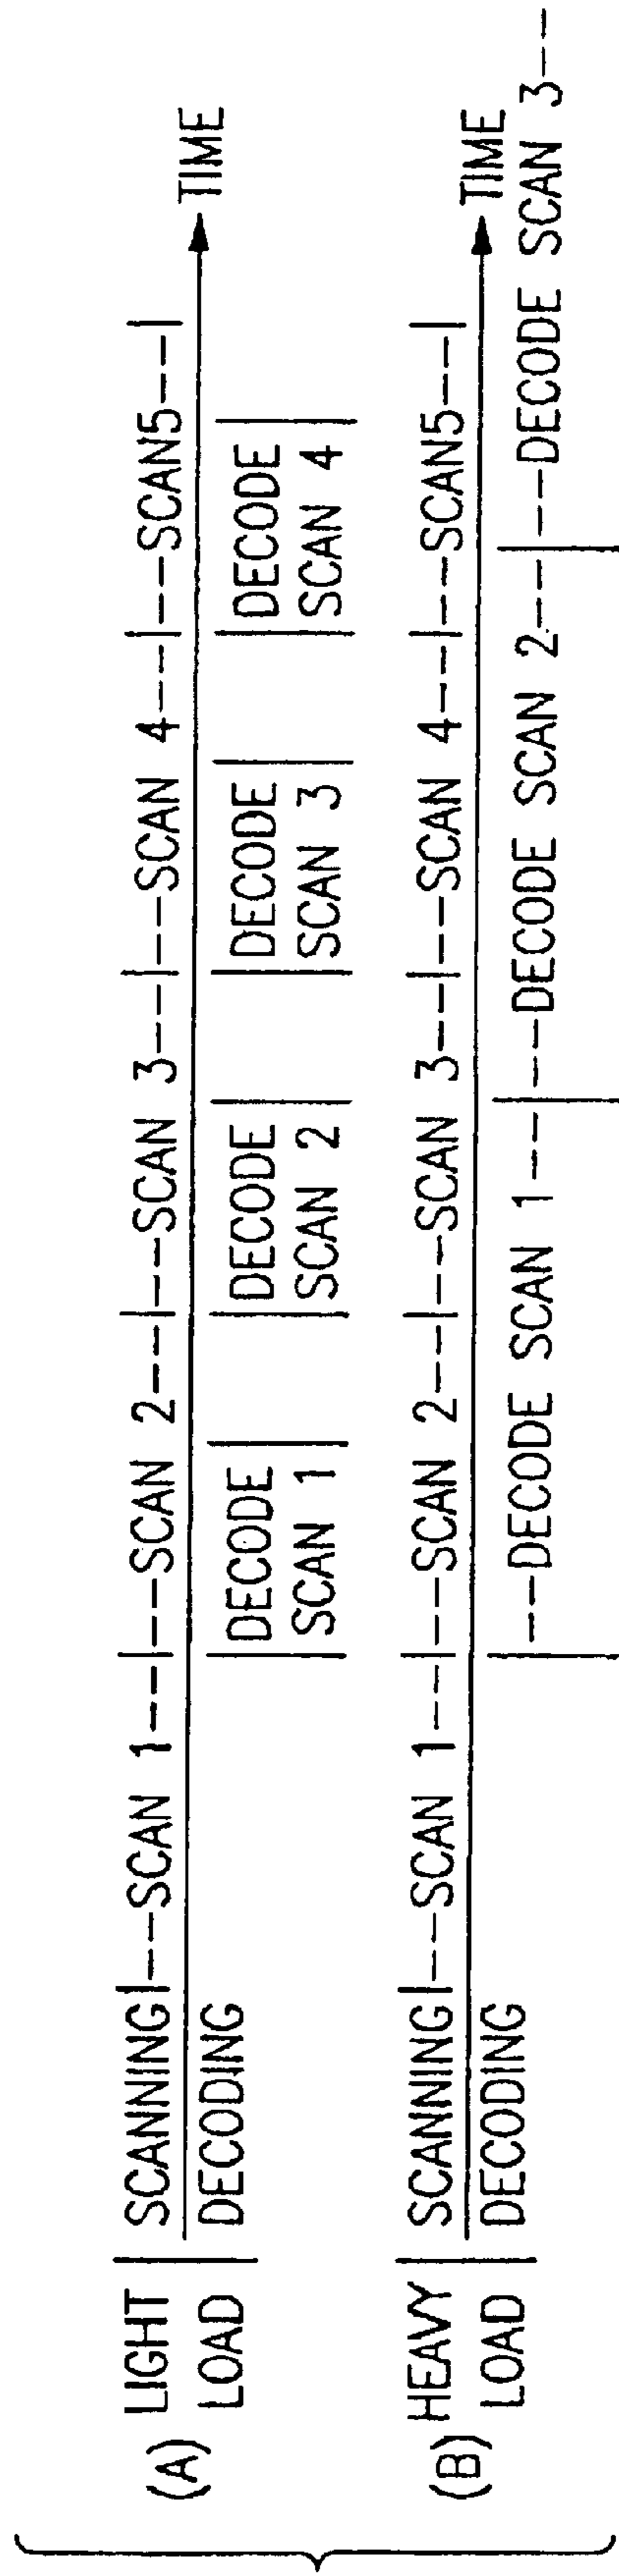 (A) LIGHT LOAD
SCANNING |---SCAN 1---|---SCAN 2---|---SCAN 3---|---SCAN 4---|---SCAN5---| TIME
DECODING | DECODE SCAN 1 | | DECODE SCAN 2 | | DECODE SCAN 3 | | DECODE SCAN 4 |
(B) HEAVY LOAD
SCANNING |---SCAN 1---|---SCAN 2---|---SCAN 3---|---SCAN 4---|---SCAN5---| TIME
DECODING |---DECODE SCAN 1---|---DECODE SCAN 2---|---DECODE SCAN 3---